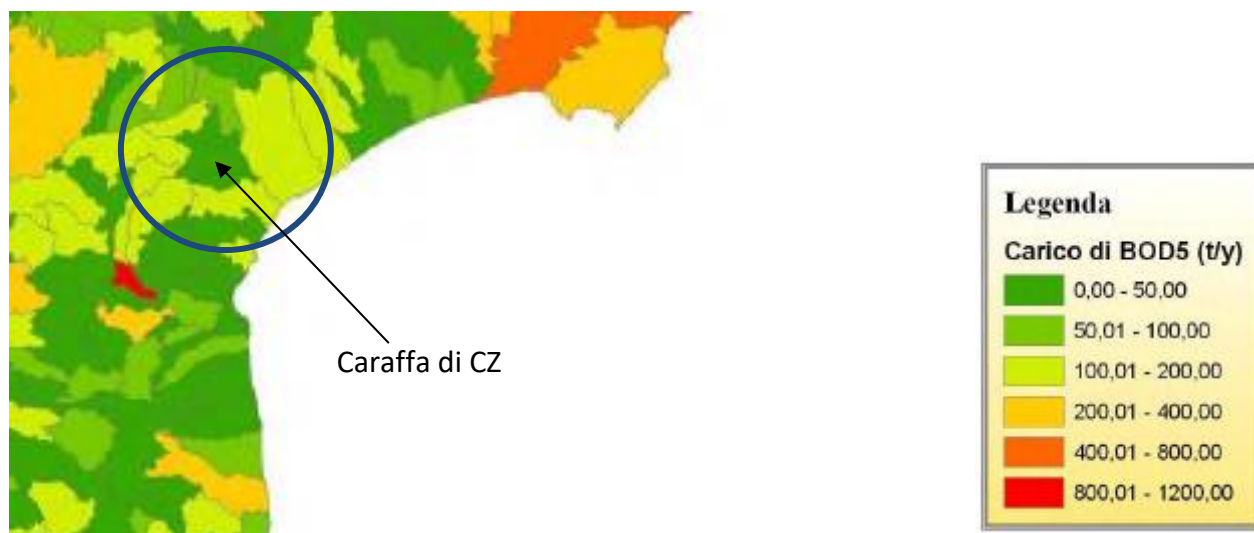 Caraffa di CZ
Legenda
Carico di BOD5 (t/y)
0,00 - 50,00
50,01 - 100,00
100,01 - 200,00
200,01 - 400,00
400,01 - 800,00
800,01 - 1200,00